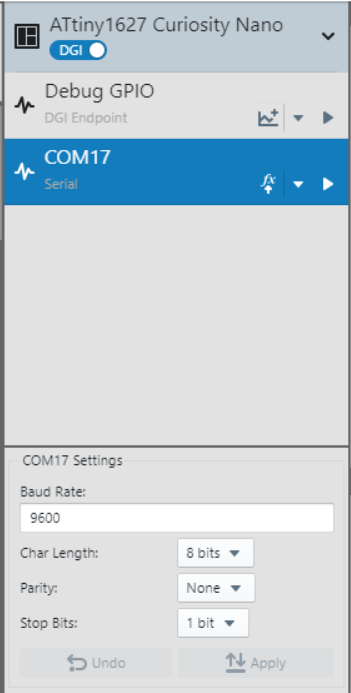 ATtiny1627 Curiosity Nano
DGI
Debug GPIO
DGI Endpoint
COM17
Serial
fx
COM17 Settings
Baud Rate:
9600
Char Length: 8 bits
Parity: None
Stop Bits: 1 bit
Undo Apply